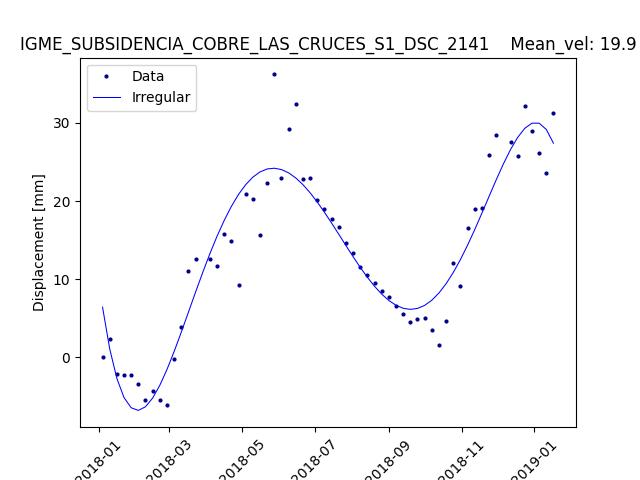 IGME_SUBSIDENCIA_COBRE_LAS_CRUCES_S1_DSC_2141 Mean_vel: 19.9
Data
Irregular
Displacement [mm]
30
20
10
0
2018-01 2018-03 2018-05 2018-07 2018-09 2018-11 2019-01